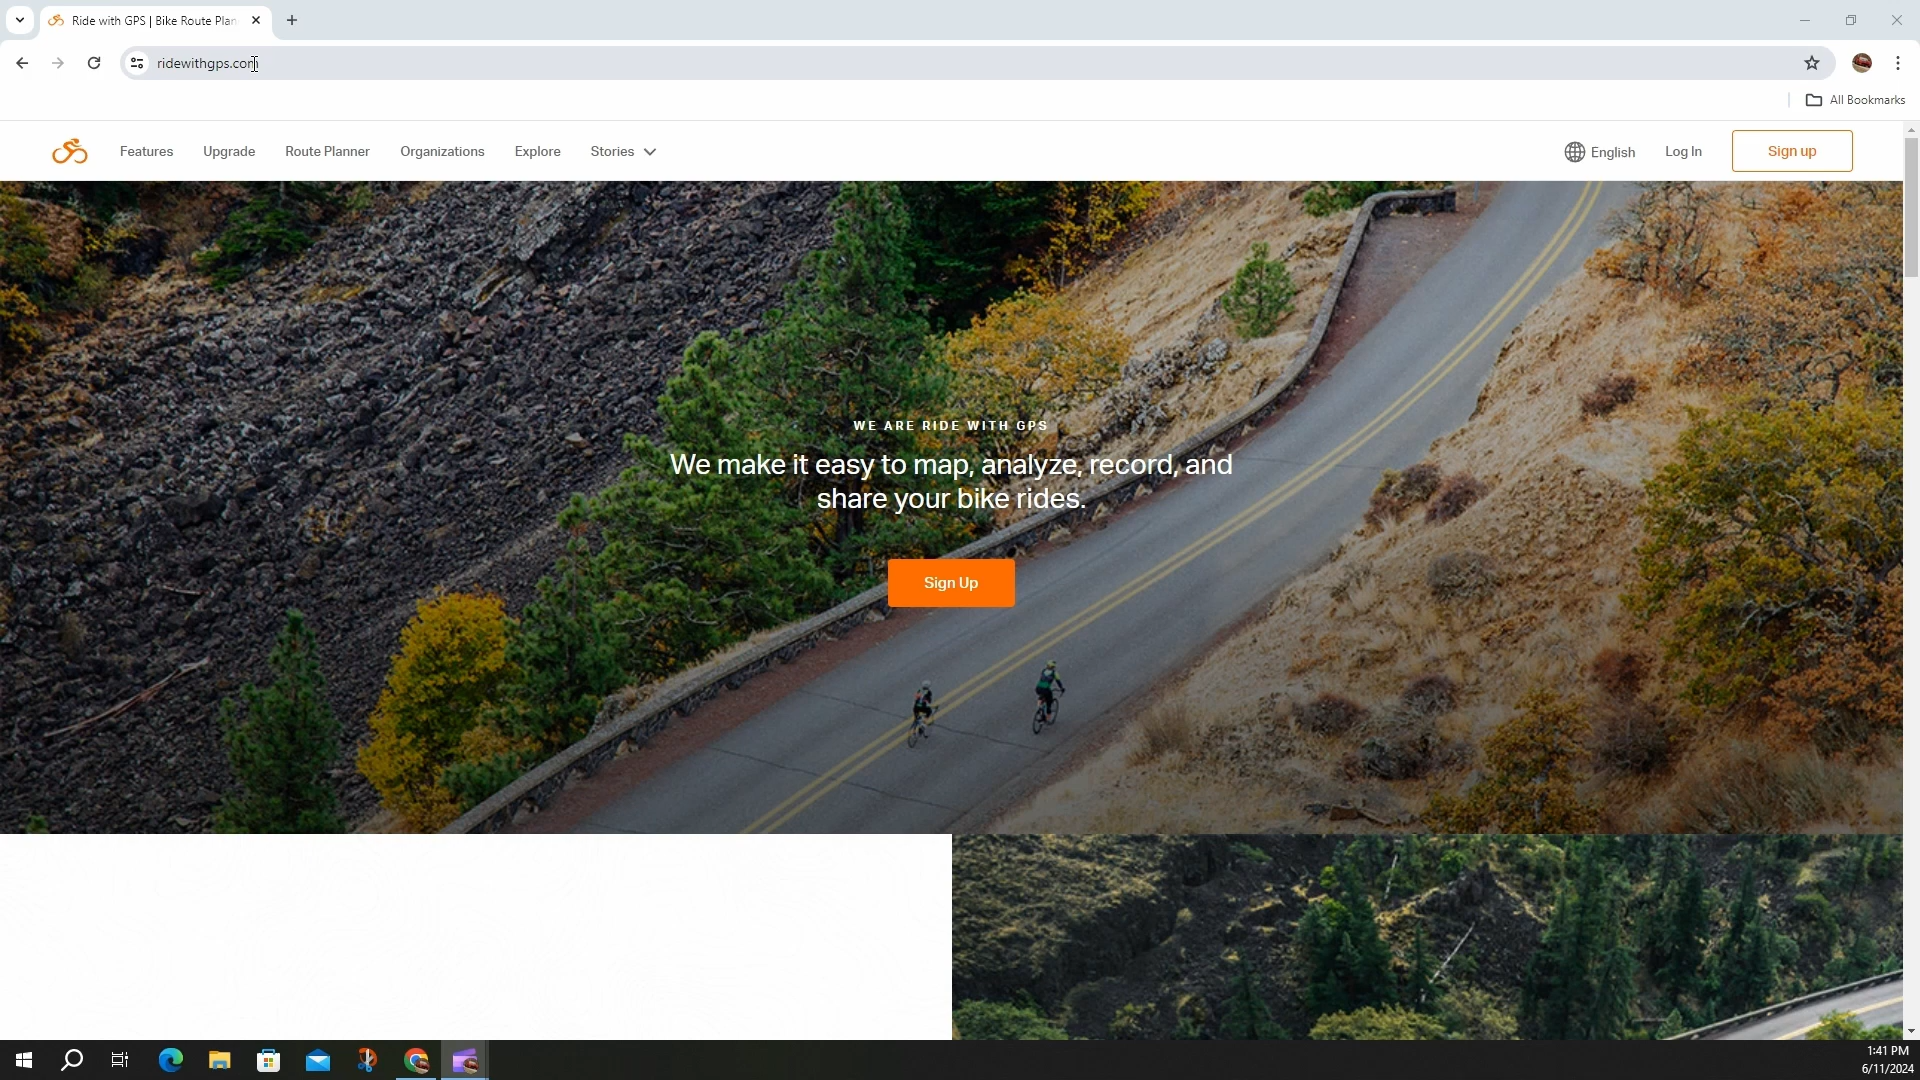 Ride with GPS | Bike Route Plan
ridewithgps.com
All Bookmarks
Features
Upgrade
Route Planner
Organizations
Explore
Stories
English
Log In
Sign up
WE ARE RIDE WITH GPS
We make it easy to map, analyze, record, and
share your bike rides.
Sign Up
1:41 PM
6/11/2024